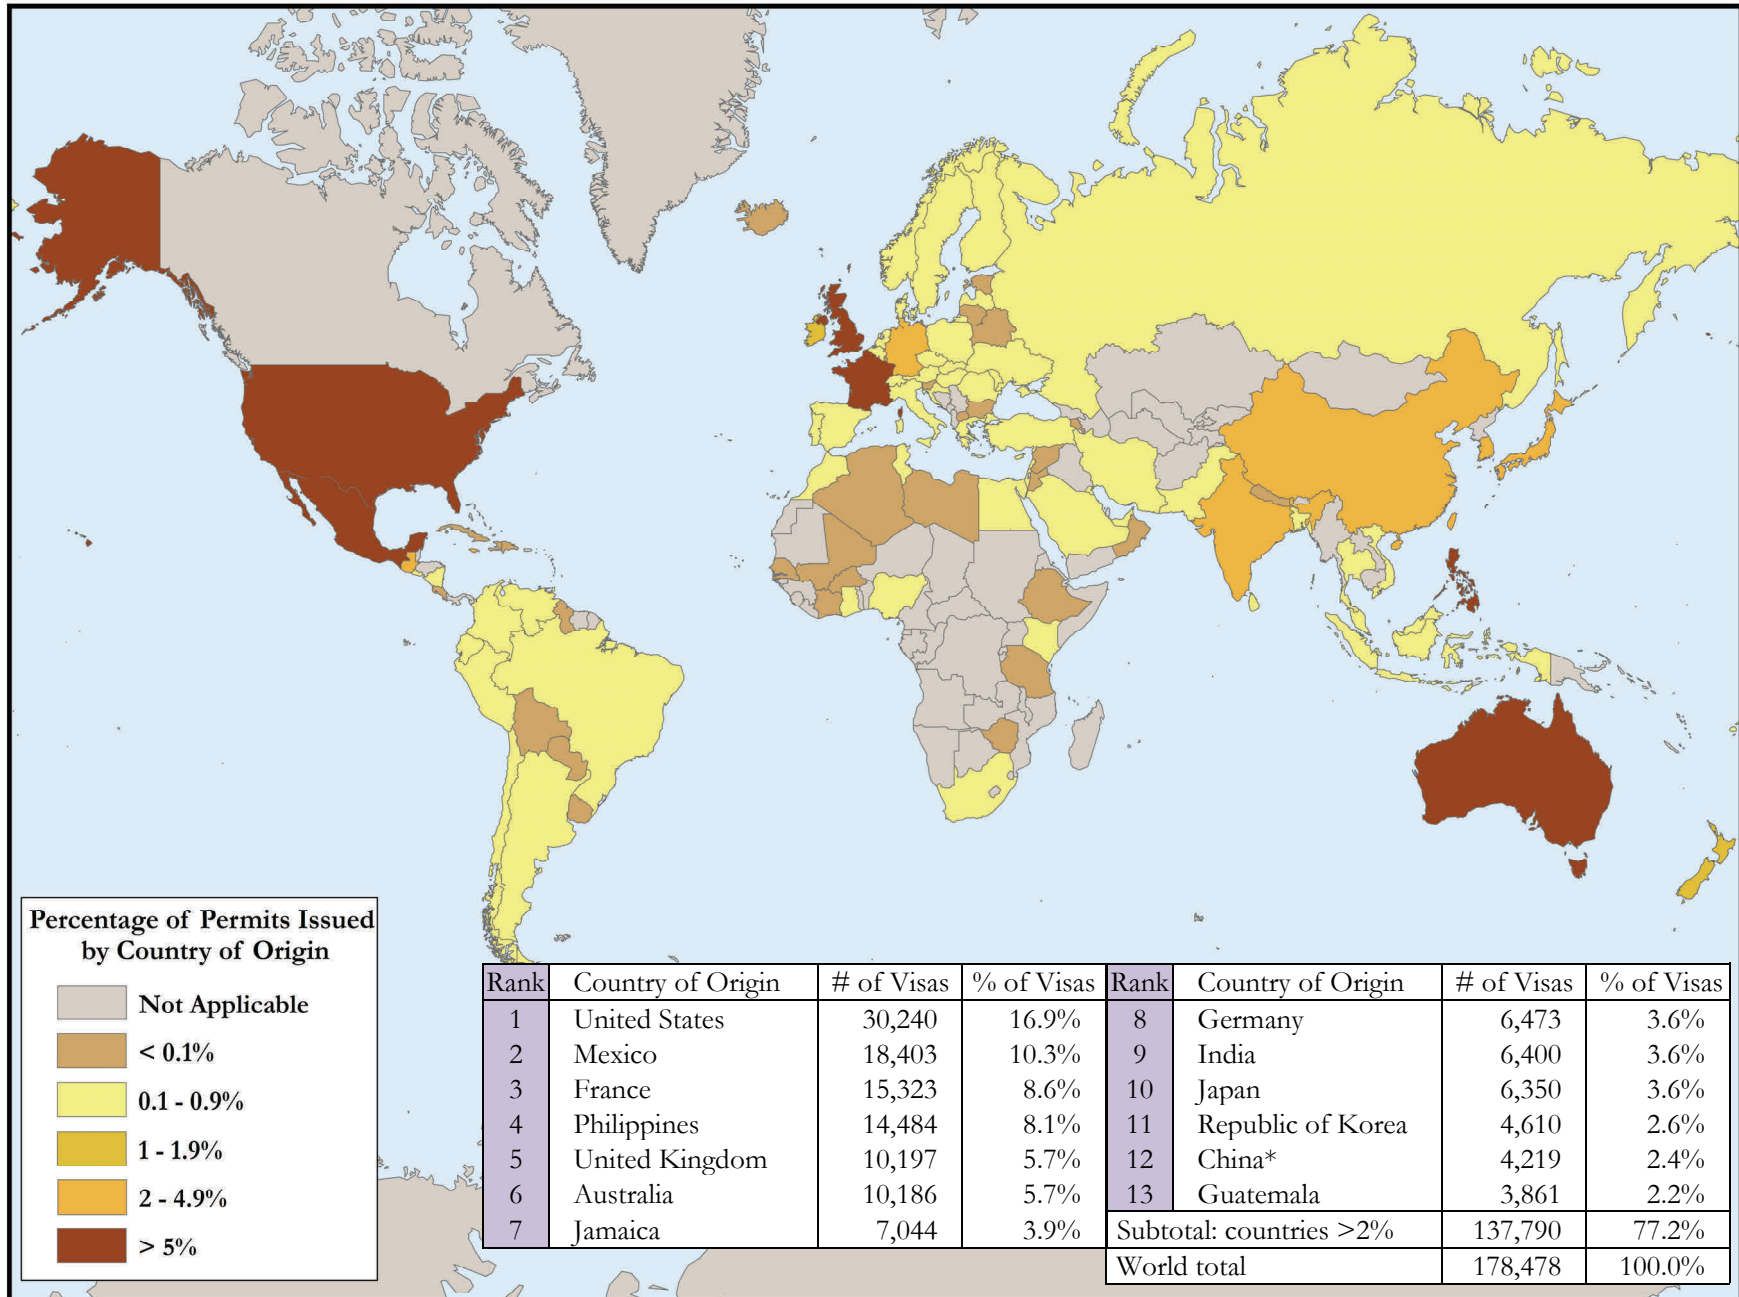 Percentage of Permits Issued
by Country of Origin
Not Applicable
< 0.1%
0.1 - 0.9%
1 - 1.9%
2 - 4.9%
> 5%
Rank Country of Origin # of Visas % of Visas Rank Country of Origin # of Visas % of Visas
1 United States 30,240 16.9% 8 Germany 6,473 3.6%
2 Mexico 18,403 10.3% 9 India 6,400 3.6%
3 France 15,323 8.6% 10 Japan 6,350 3.6%
4 Philippines 14,484 8.1% 11 Republic of Korea 4,610 2.6%
5 United Kingdom 10,197 5.7% 12 China* 4,219 2.4%
6 Australia 10,186 5.7% 13 Guatemala 3,861 2.2%
7 Jamaica 7,044 3.9% Subtotal: countries >2% 137,790 77.2%
World total 178,478 100.0%